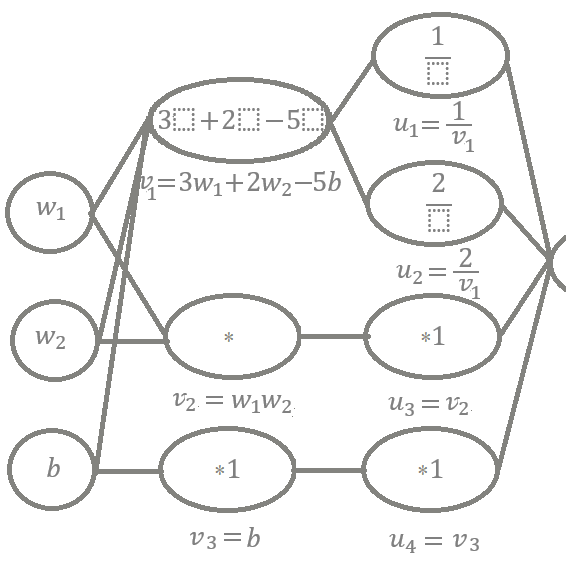 1
⬚
3⬚ +2⬚ −5⬚
u₁= 1/v₁
v₁=3w₁+2w₂−5b
2
⬚
w₁
u₂= 2/v₁
w₂
*
*1
v₂ = w₁w₂
u₃ = v₂
b
*1
*1
v₃ = b
u₄ = v₃